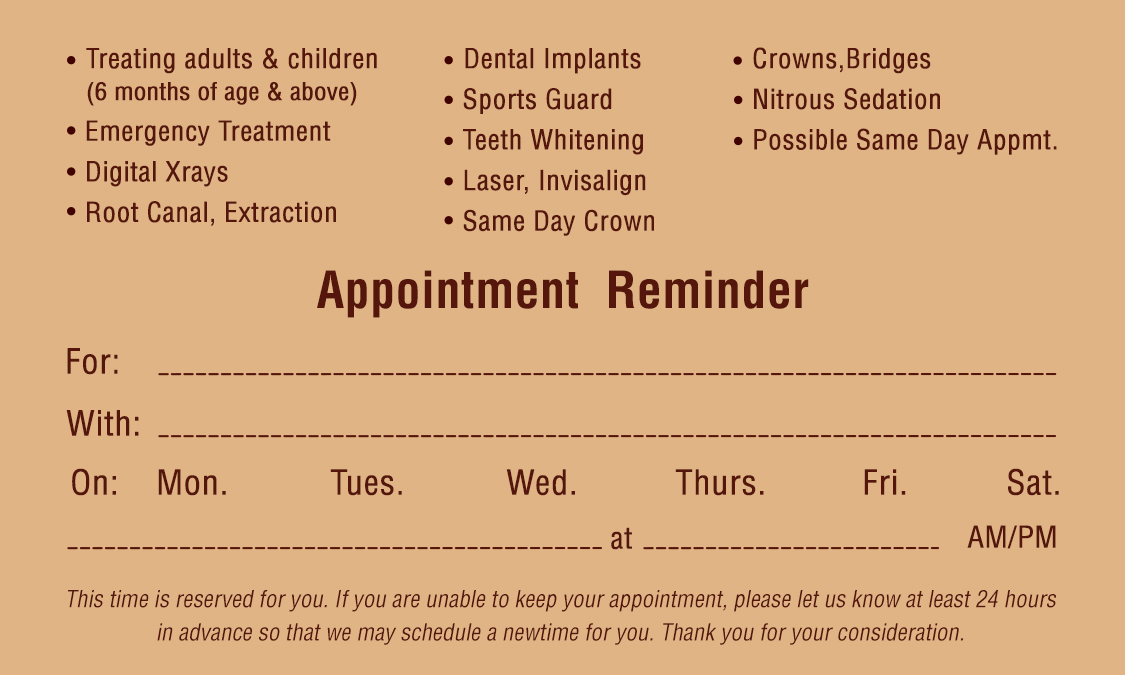 • Treating adults & children
(6 months of age & above)
• Emergency Treatment
• Digital Xrays
• Root Canal, Extraction
• Dental Implants
• Sports Guard
• Teeth Whitening
• Laser, Invisalign
• Same Day Crown
• Crowns,Bridges
• Nitrous Sedation
• Possible Same Day Appmt.
Appointment Reminder
For: ____________________
With: ____________________
On: Mon. Tues. Wed. Thurs. Fri. Sat.
____________________ at ____________________ AM/PM
This time is reserved for you. If you are unable to keep your appointment, please let us know at least 24 hours
in advance so that we may schedule a newtime for you. Thank you for your consideration.